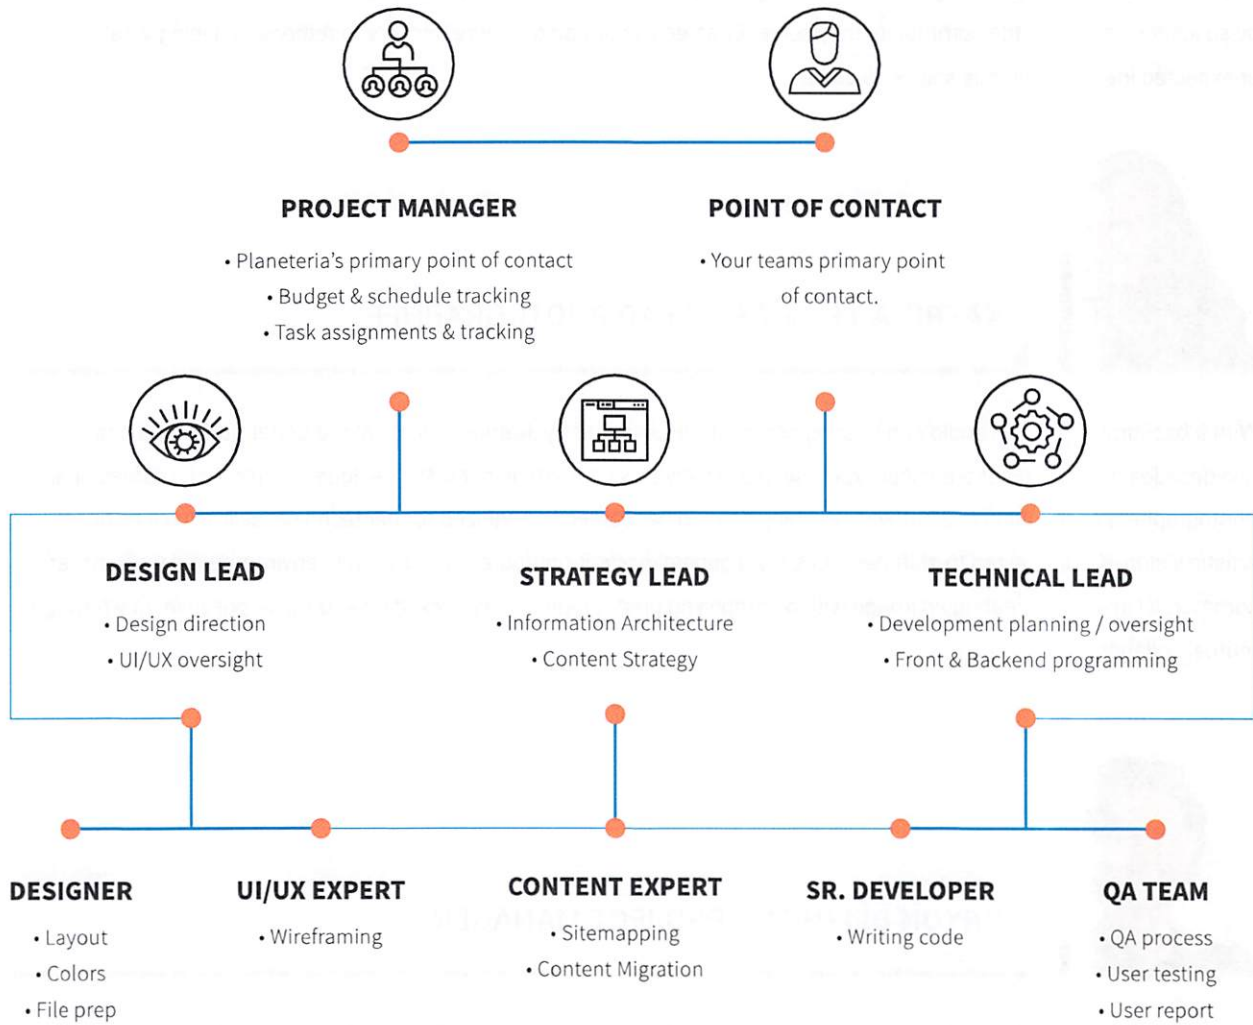 PROJECT MANAGER
• Planeteria's primary point of contact
• Budget & schedule tracking
• Task assignments & tracking
POINT OF CONTACT
• Your teams primary point
of contact.
DESIGN LEAD
• Design direction
• UI/UX oversight
STRATEGY LEAD
• Information Architecture
• Content Strategy
TECHNICAL LEAD
• Development planning / oversight
• Front & Backend programming
DESIGNER
• Layout
• Colors
• File prep
UI/UX EXPERT
• Wireframing
CONTENT EXPERT
• Sitemapping
• Content Migration
SR. DEVELOPER
• Writing code
QA TEAM
• QA process
• User testing
• User report